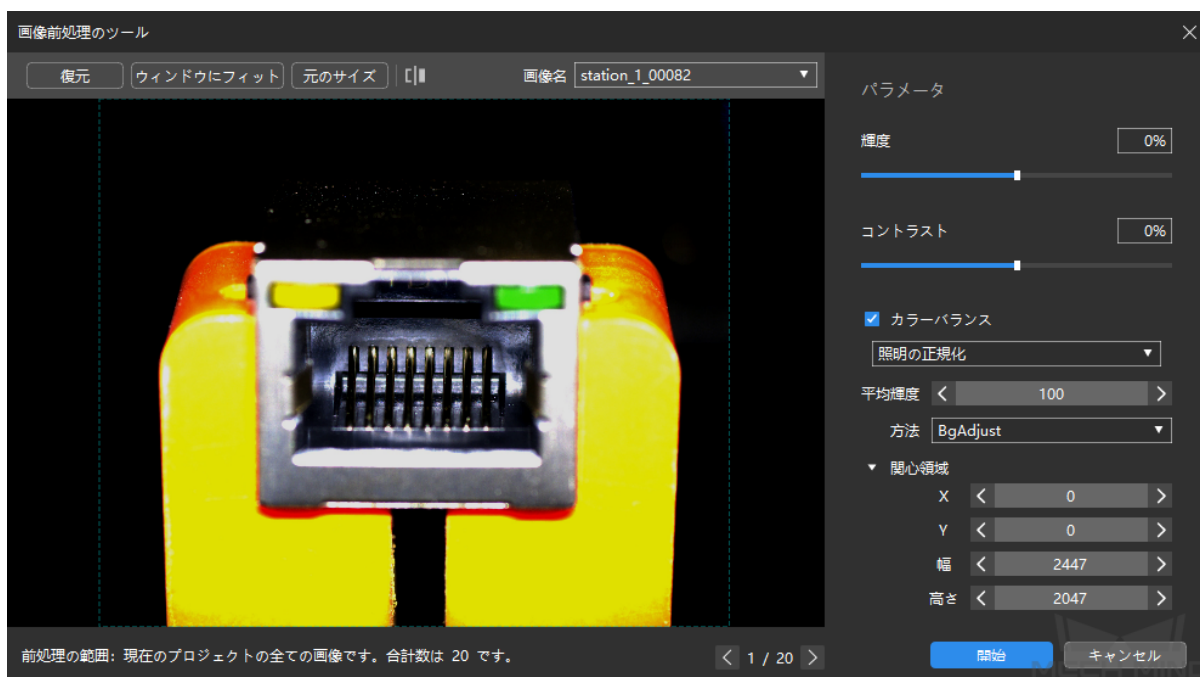 画像前処理のツール
復元 ウィンドウにフィット 元のサイズ 画像名 station_1_00082
パラメータ
輝度 0%
コントラスト 0%
カラーバランス
照明の正規化
平均輝度 100
方法 BgAdjust
関心領域
X 0
Y 0
幅 2447
高さ 2047
前処理の範囲: 現在のプロジェクトの全ての画像です。合計数は 20 です。 1 / 20 開始 キャンセル